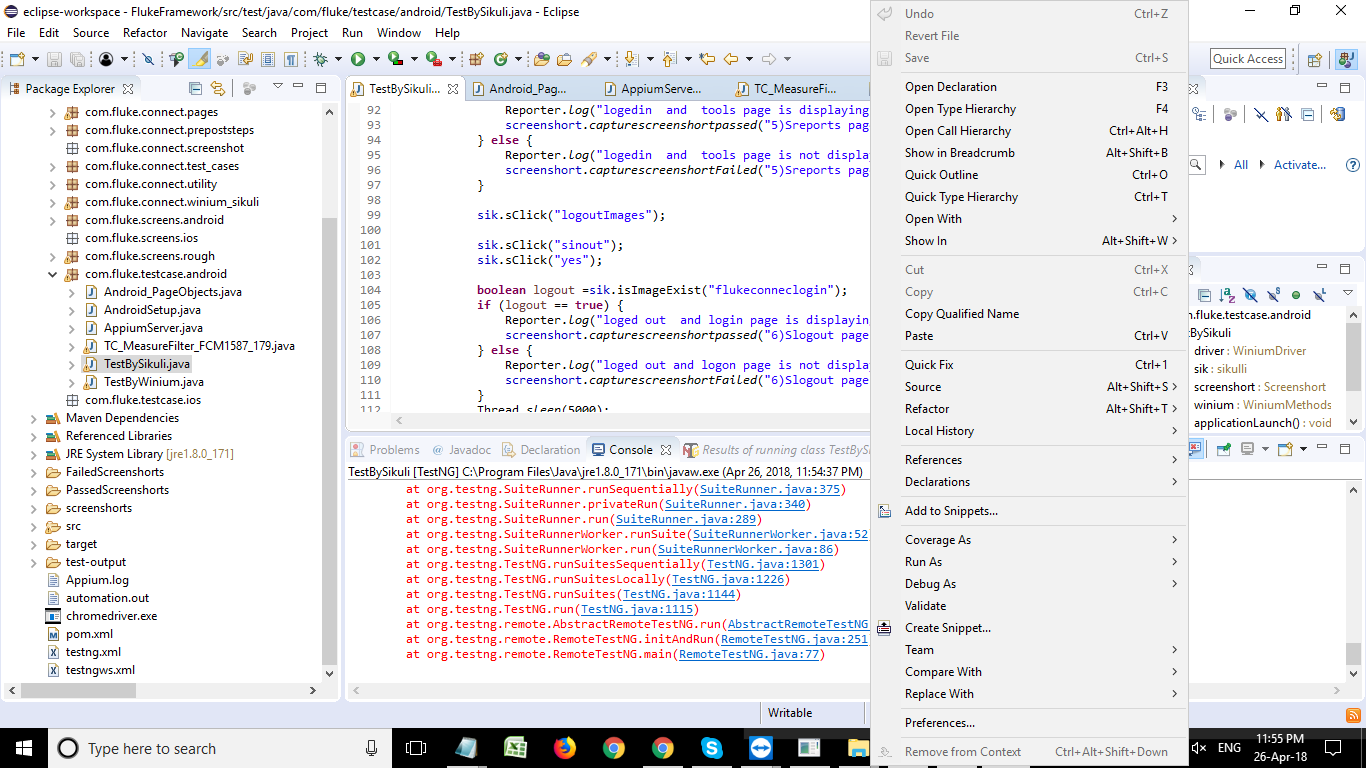 eclipse-workspace - FlukeFramework/src/test/java/com/fluke/testcase/android/TestBySikuli.java - Eclipse
File Edit Source Refactor Navigate Search Project Run Window Help
Quick Access
Package Explorer
com.fluke.connect.pages
com.fluke.connect.prepoststeps
com.fluke.connect.screenshot
com.fluke.connect.test_cases
com.fluke.connect.utility
com.fluke.connect.winium_sikuli
com.fluke.screens.android
com.fluke.screens.ios
com.fluke.screens.rough
com.fluke.testcase.android
Android_PageObjects.java
AndroidSetup.java
AppiumServer.java
TC_MeasureFilter_FCM1587_179.java
TestBySikuli.java
TestByWinium.java
com.fluke.testcase.ios
Maven Dependencies
Referenced Libraries
JRE System Library [jre1.8.0_171]
FailedScreenshorts
PassedScreenshorts
screenshorts
src
target
test-output
Appium.log
automation.out
chromedriver.exe
pom.xml
testng.xml
testngws.xml
TestBySikuli... Android_Pag... AppiumServe... TC_MeasureFi...
92 Reporter.log("logedin  and  tools page is displaying
93 screenshort.capturescreenshortpassed("5)Sreports pag
94 } else {
95 Reporter.log("logedin  and  tools page is not displa
96 screenshort.capturescreenshortFailed("5)Sreports pag
97 }
98
99 sik.sClick("logoutImages");
100
101 sik.sClick("sinout");
102 sik.sClick("yes");
103
104 boolean logout =sik.isImageExist("flukeconneclogin");
105 if (logout == true) {
106 Reporter.log("loged out  and login page is displayin
107 screenshort.capturescreenshortpassed("6)Slogout page
108 } else {
109 Reporter.log("loged out and logon page is not displa
110 screenshort.capturescreenshortFailed("6)Slogout page
111 }
112 Thread.sleep(5000);
Problems Javadoc Declaration Console Results of running class TestBySi
TestBySikuli [TestNG] C:\Program Files\Java\jre1.8.0_171\bin\javaw.exe (Apr 26, 2018, 11:54:37 PM)
at org.testng.SuiteRunner.runSequentially(SuiteRunner.java:375)
at org.testng.SuiteRunner.privateRun(SuiteRunner.java:340)
at org.testng.SuiteRunner.run(SuiteRunner.java:289)
at org.testng.SuiteRunnerWorker.runSuite(SuiteRunnerWorker.java:52
at org.testng.SuiteRunnerWorker.run(SuiteRunnerWorker.java:86)
at org.testng.TestNG.runSuitesSequentially(TestNG.java:1301)
at org.testng.TestNG.runSuitesLocally(TestNG.java:1226)
at org.testng.TestNG.runSuites(TestNG.java:1144)
at org.testng.TestNG.run(TestNG.java:1115)
at org.testng.remote.AbstractRemoteTestNG.run(AbstractRemoteTestNG
at org.testng.remote.RemoteTestNG.initAndRun(RemoteTestNG.java:251
at org.testng.remote.RemoteTestNG.main(RemoteTestNG.java:77)
Undo Ctrl+Z
Revert File
Save Ctrl+S
Open Declaration F3
Open Type Hierarchy F4
Open Call Hierarchy Ctrl+Alt+H
Show in Breadcrumb Alt+Shift+B
Quick Outline Ctrl+O
Quick Type Hierarchy Ctrl+T
Open With
Show In Alt+Shift+W
Cut Ctrl+X
Copy Ctrl+C
Copy Qualified Name
Paste Ctrl+V
Quick Fix Ctrl+1
Source Alt+Shift+S
Refactor Alt+Shift+T
Local History
References
Declarations
Add to Snippets...
Coverage As
Run As
Debug As
Validate
Create Snippet...
Team
Compare With
Replace With
Preferences...
Remove from Context Ctrl+Alt+Shift+Down
All Activate...
n.fluke.testcase.android
tBySikuli
driver : WiniumDriver
sik : sikulli
screenshort : Screenshort
winium : WiniumMethods
applicationLaunch() : void
Writable
Type here to search
ENG
11:55 PM
26-Apr-18